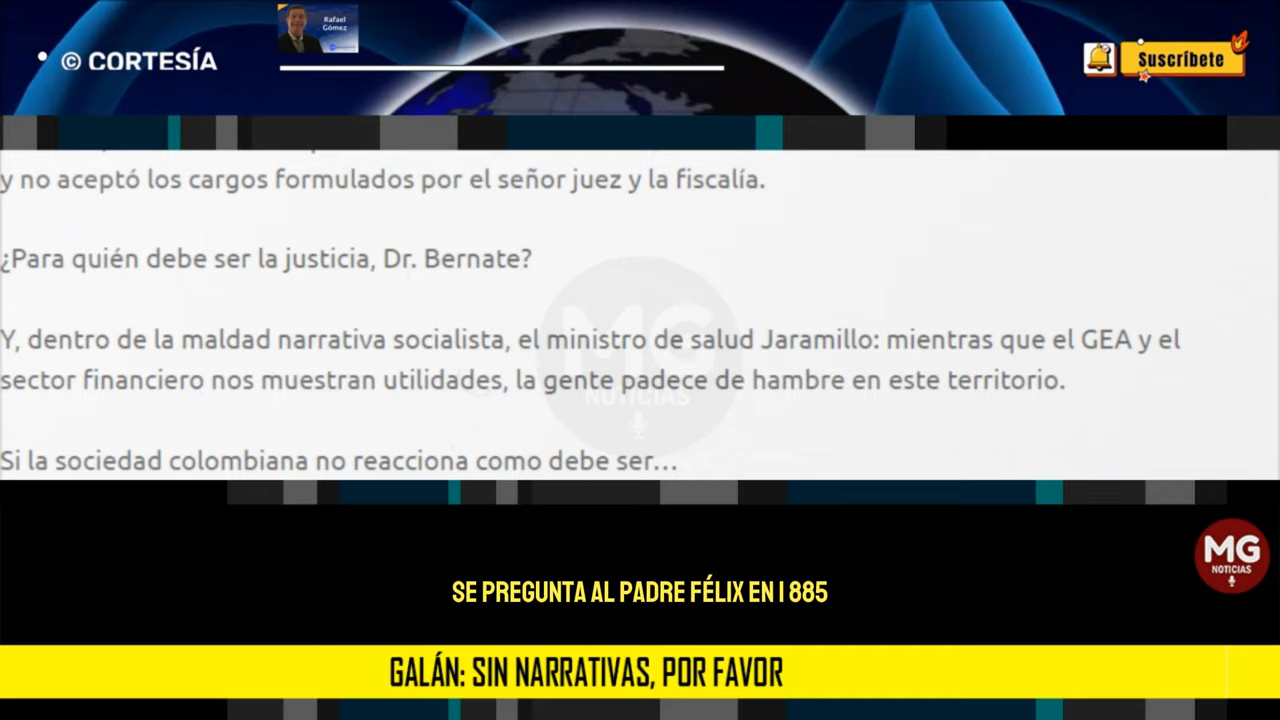 Rafael
Gómez
© CORTESÍA
Suscríbete
y no aceptó los cargos formulados por el señor juez y la fiscalía.
¿Para quién debe ser la justicia, Dr. Bernate?
Y, dentro de la maldad narrativa socialista, el ministro de salud Jaramillo: mientras que el GEA y el
sector financiero nos muestran utilidades, la gente padece de hambre en este territorio.
Si la sociedad colombiana no reacciona como debe ser...
MG
NOTICIAS
MG
NOTICIAS
SE PREGUNTA AL PADRE FÉLIX EN 1 885
GALÁN: SIN NARRATIVAS, POR FAVOR